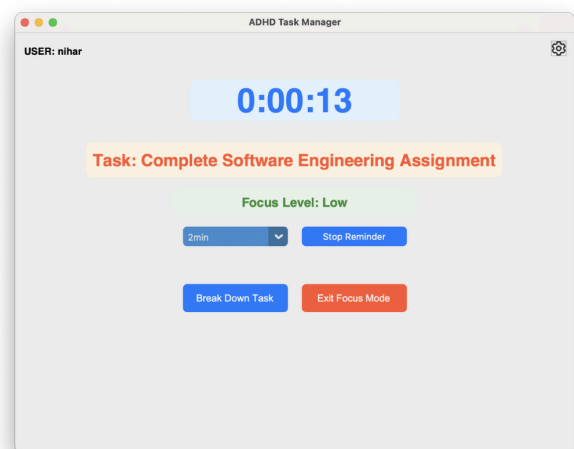 ADHD Task Manager
USER: nihar
0:00:13
Task: Complete Software Engineering Assignment
Focus Level: Low
2min
Stop Reminder
Break Down Task
Exit Focus Mode